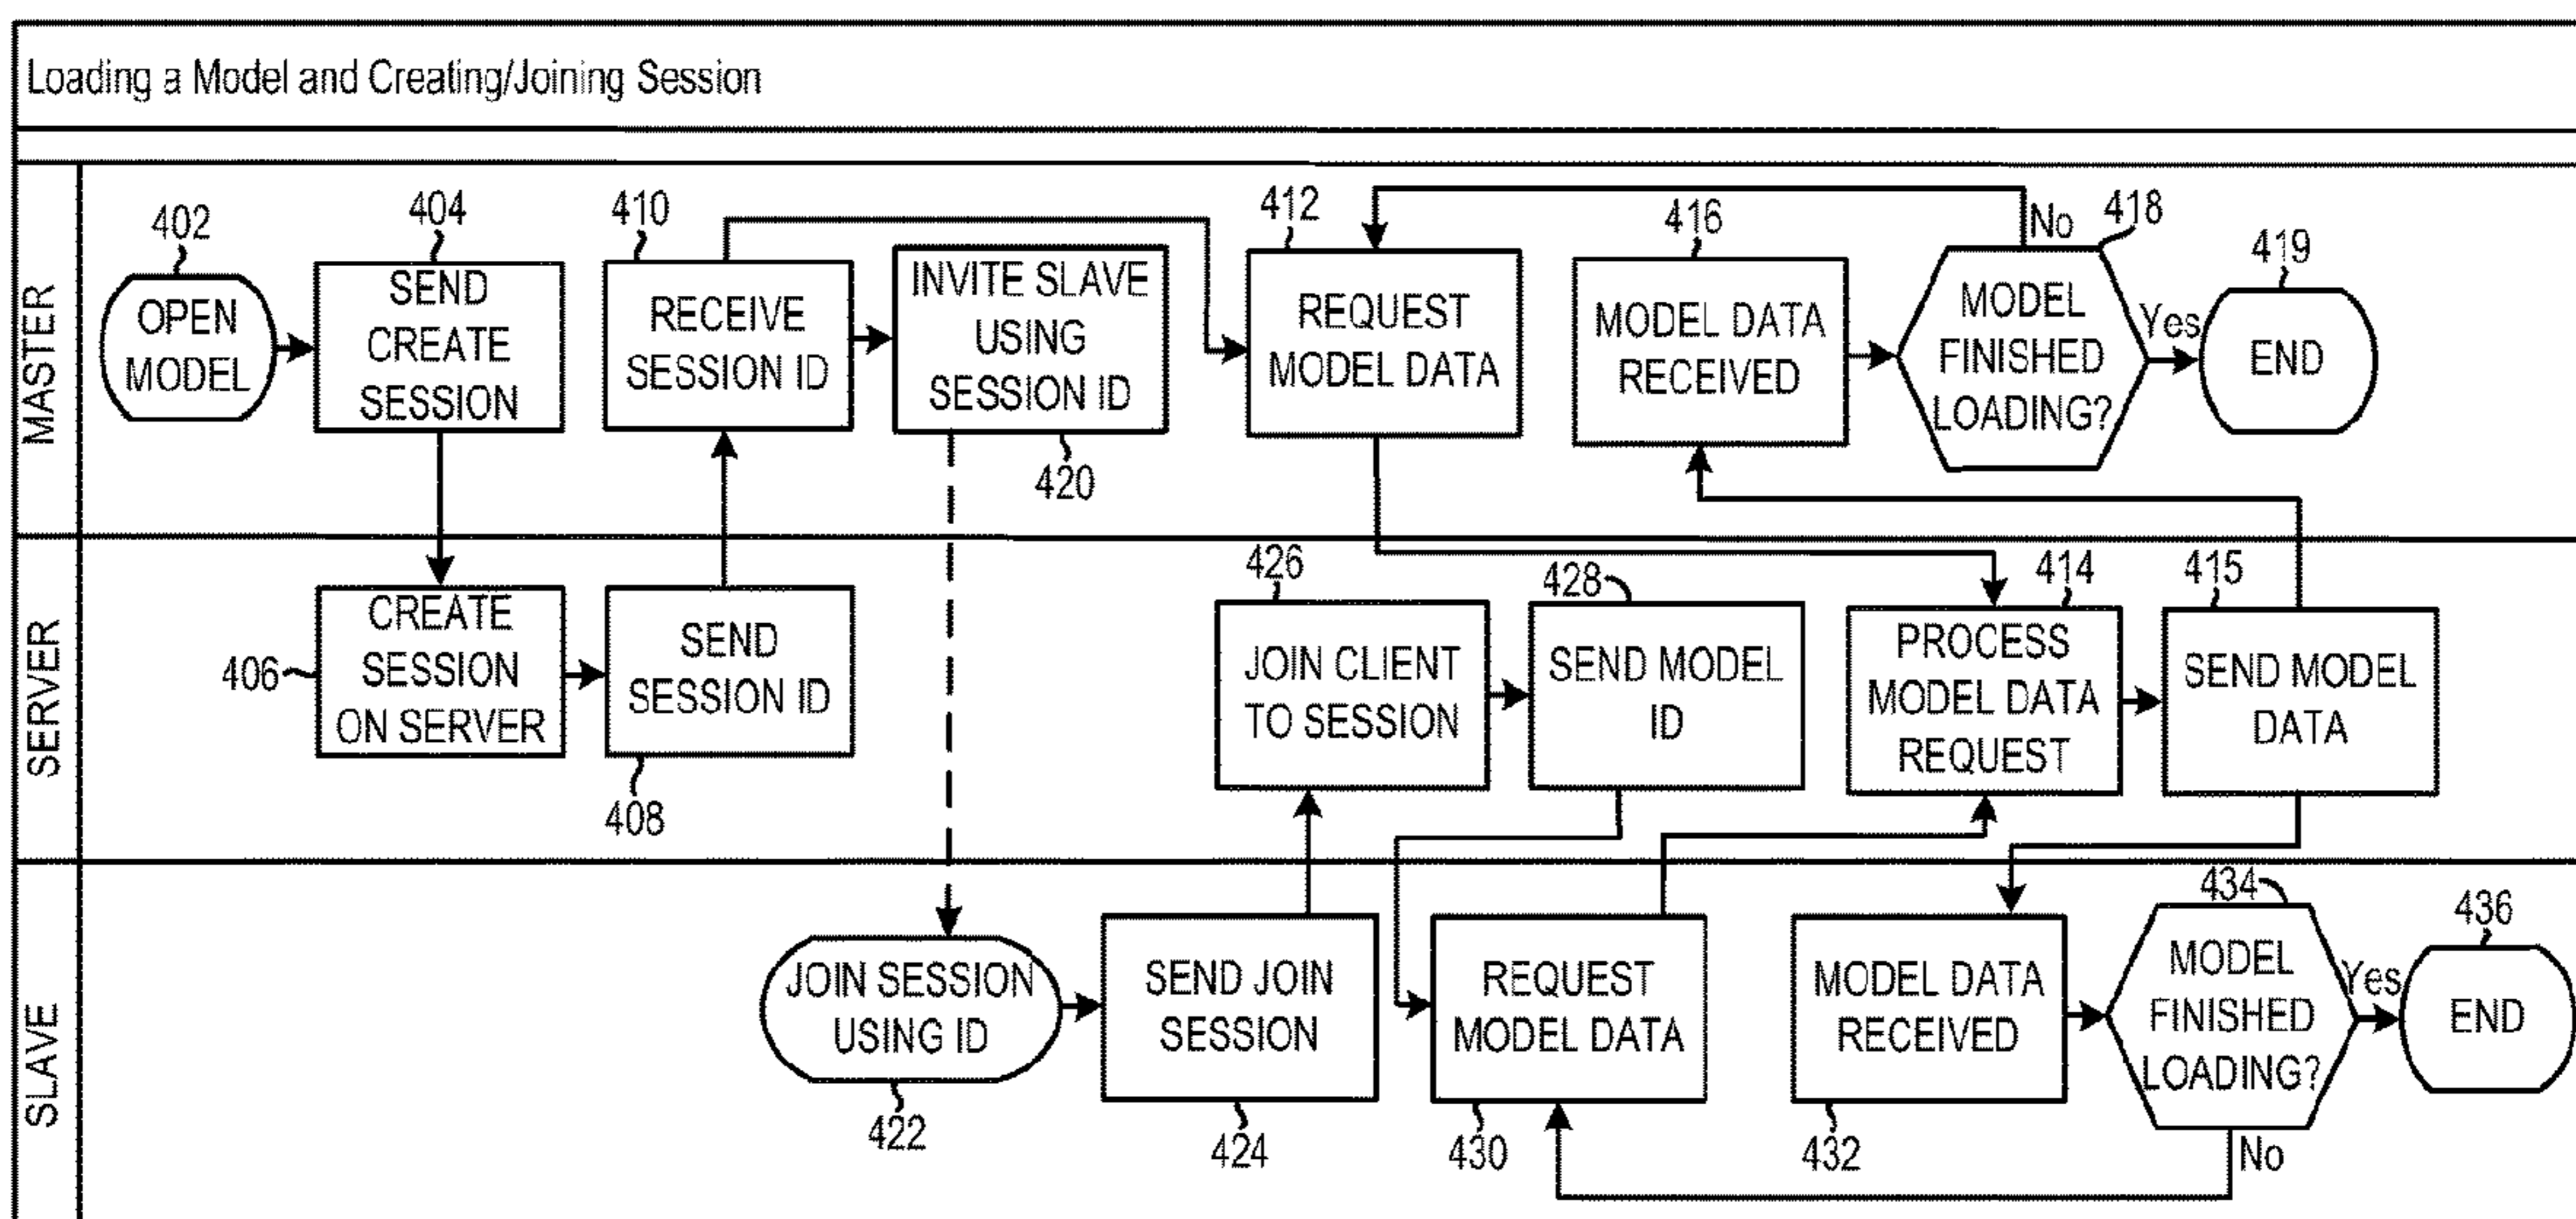 Loading a Model and Creating/Joining Session
MASTER
402
OPEN
MODEL
404
SEND
CREATE
SESSION
410
RECEIVE
SESSION ID
INVITE SLAVE
USING
SESSION ID
420
412
REQUEST
MODEL DATA
416
MODEL DATA
RECEIVED
No
418
MODEL
FINISHED
LOADING?
Yes
419
END
SERVER
406
CREATE
SESSION
ON SERVER
SEND
SESSION ID
408
426
JOIN CLIENT
TO SESSION
428
SEND MODEL
ID
414
PROCESS
MODEL DATA
REQUEST
415
SEND MODEL
DATA
SLAVE
JOIN SESSION
USING ID
422
SEND JOIN
SESSION
424
REQUEST
MODEL DATA
430
MODEL DATA
RECEIVED
432
434
MODEL
FINISHED
LOADING?
Yes
No
436
END